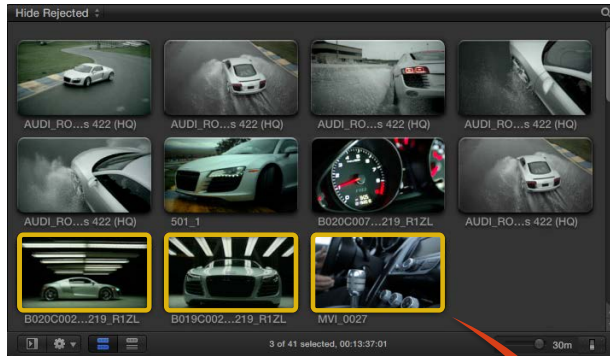 Hide Rejected
AUDI_RO...s 422 (HQ)
AUDI_RO...s 422 (HQ)
AUDI_RO...s 422 (HQ)
AUDI_RO...s 422 (HQ)
AUDI_RO...s 422 (HQ)
501_1
B020C007...219_R1ZL
AUDI_RO...s 422 (HQ)
B020C002...219_R1ZL
B019C002...219_R1ZL
MVI_0027
3 of 41 selected, 00:13:37:01
30m